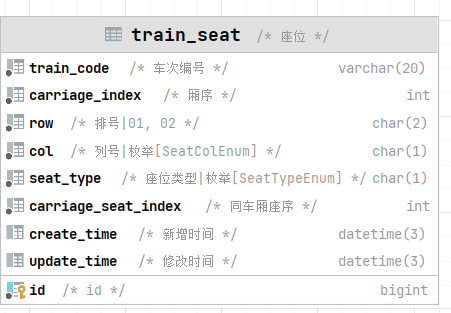 train_seat /* 座位 */
train_code /* 车次编号 */ varchar(20)
carriage_index /* 厢序 */ int
row /* 排号|01, 02 */ char(2)
col /* 列号|枚举[SeatColEnum] */ char(1)
seat_type /* 座位类型|枚举[SeatTypeEnum] */ char(1)
carriage_seat_index /* 同车厢座序 */ int
create_time /* 新增时间 */ datetime(3)
update_time /* 修改时间 */ datetime(3)
id /* id */ bigint